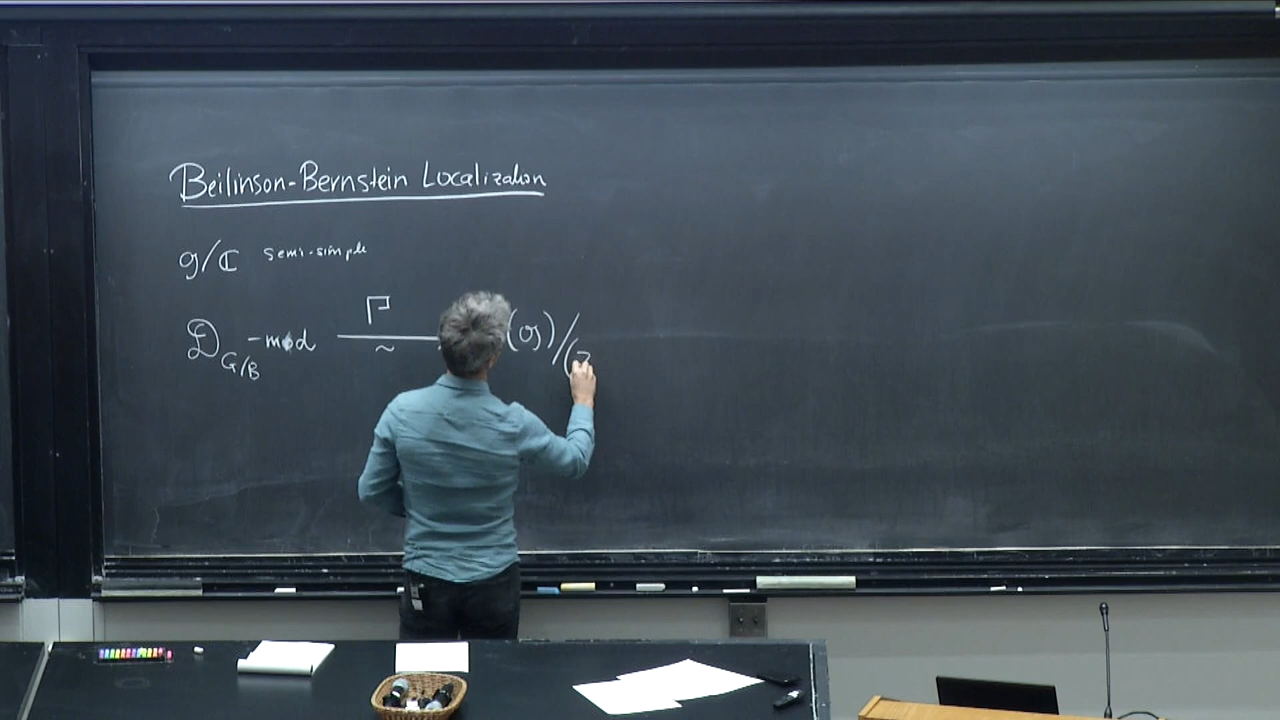 Beilinson-Bernstein Localization
𝔤/ℂ semi-simple
Γ
𝒟_{G/B}-mod ⟶ (𝔤)/(z
~